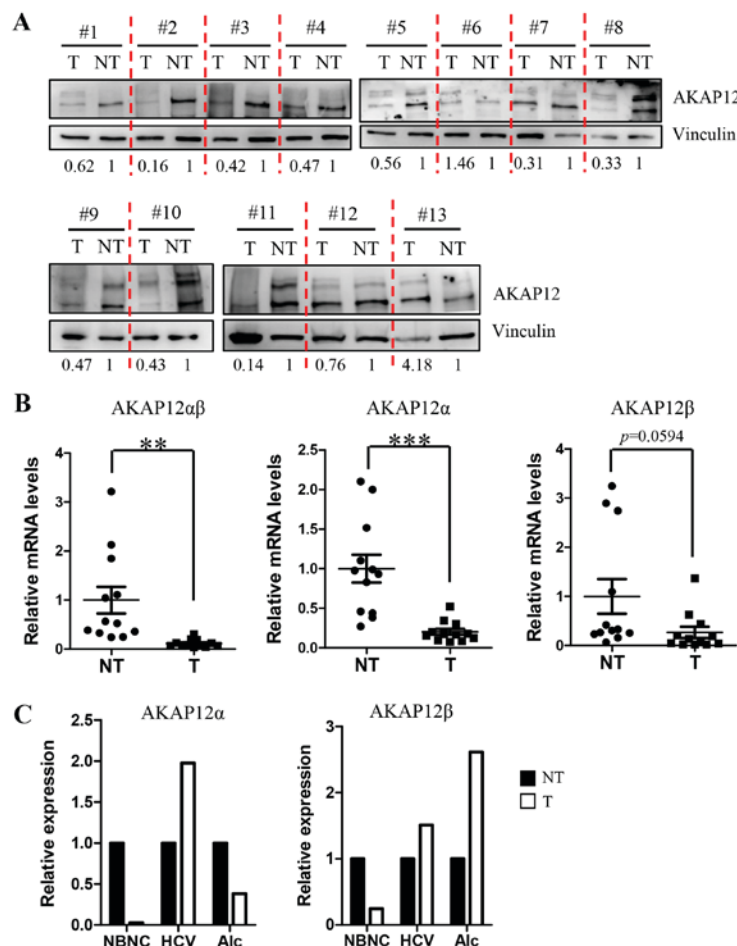 A
#1 #2 #3 #4 #5 #6 #7 #8
T NT T NT T NT T NT T NT T NT T NT T NT
AKAP12
Vinculin
0.62 1 0.16 1 0.42 1 0.47 1 0.56 1 1.46 1 0.31 1 0.33 1
#9 #10 #11 #12 #13
T NT T NT T NT T NT T NT
AKAP12
Vinculin
0.47 1 0.43 1 0.14 1 0.76 1 4.18 1
B
AKAP12αβ
Relative mRNA levels
4
3
2
1
0
**
NT T
AKAP12α
Relative mRNA levels
2.5
2.0
1.5
1.0
0.5
0.0
***
NT T
AKAP12β
Relative mRNA levels
4
3
2
1
0
p=0.0594
NT T
C
AKAP12α
Relative expression
2.0
1.5
1.0
0.5
0.0
NBNC HCV Alc
AKAP12β
Relative expression
3
2
1
0
NBNC HCV Alc
NT
T